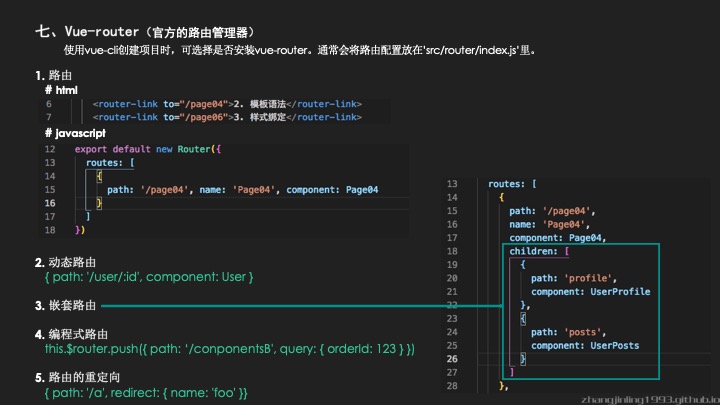 七、Vue-router（官方的路由管理器）
使用vue-cli创建项目时，可选择是否安装vue-router。通常会将路由配置放在'src/router/index.js'里。
1. 路由
# html
6 <router-link to="/page04">2. 模板语法</router-link>
7 <router-link to="/page06">3. 样式绑定</router-link>
# javascript
12 export default new Router({
13 routes: [
14 {
15 path: '/page04', name: 'Page04', component: Page04
16 }
17 ]
18 })
2. 动态路由
{ path: '/user/:id', component: User }
3. 嵌套路由
4. 编程式路由
this.$router.push({ path: '/conponentsB', query: { orderId: 123 } })
5. 路由的重定向
{ path: '/a', redirect: { name: 'foo' }}
13 routes: [
14 {
15 path: '/page04',
16 name: 'Page04',
17 component: Page04,
18 children: [
19 {
20 path: 'profile',
21 component: UserProfile
22 },
23 {
24 path: 'posts',
25 component: UserPosts
26 }
27 ]
28 },
zhangjinling1993.github.io